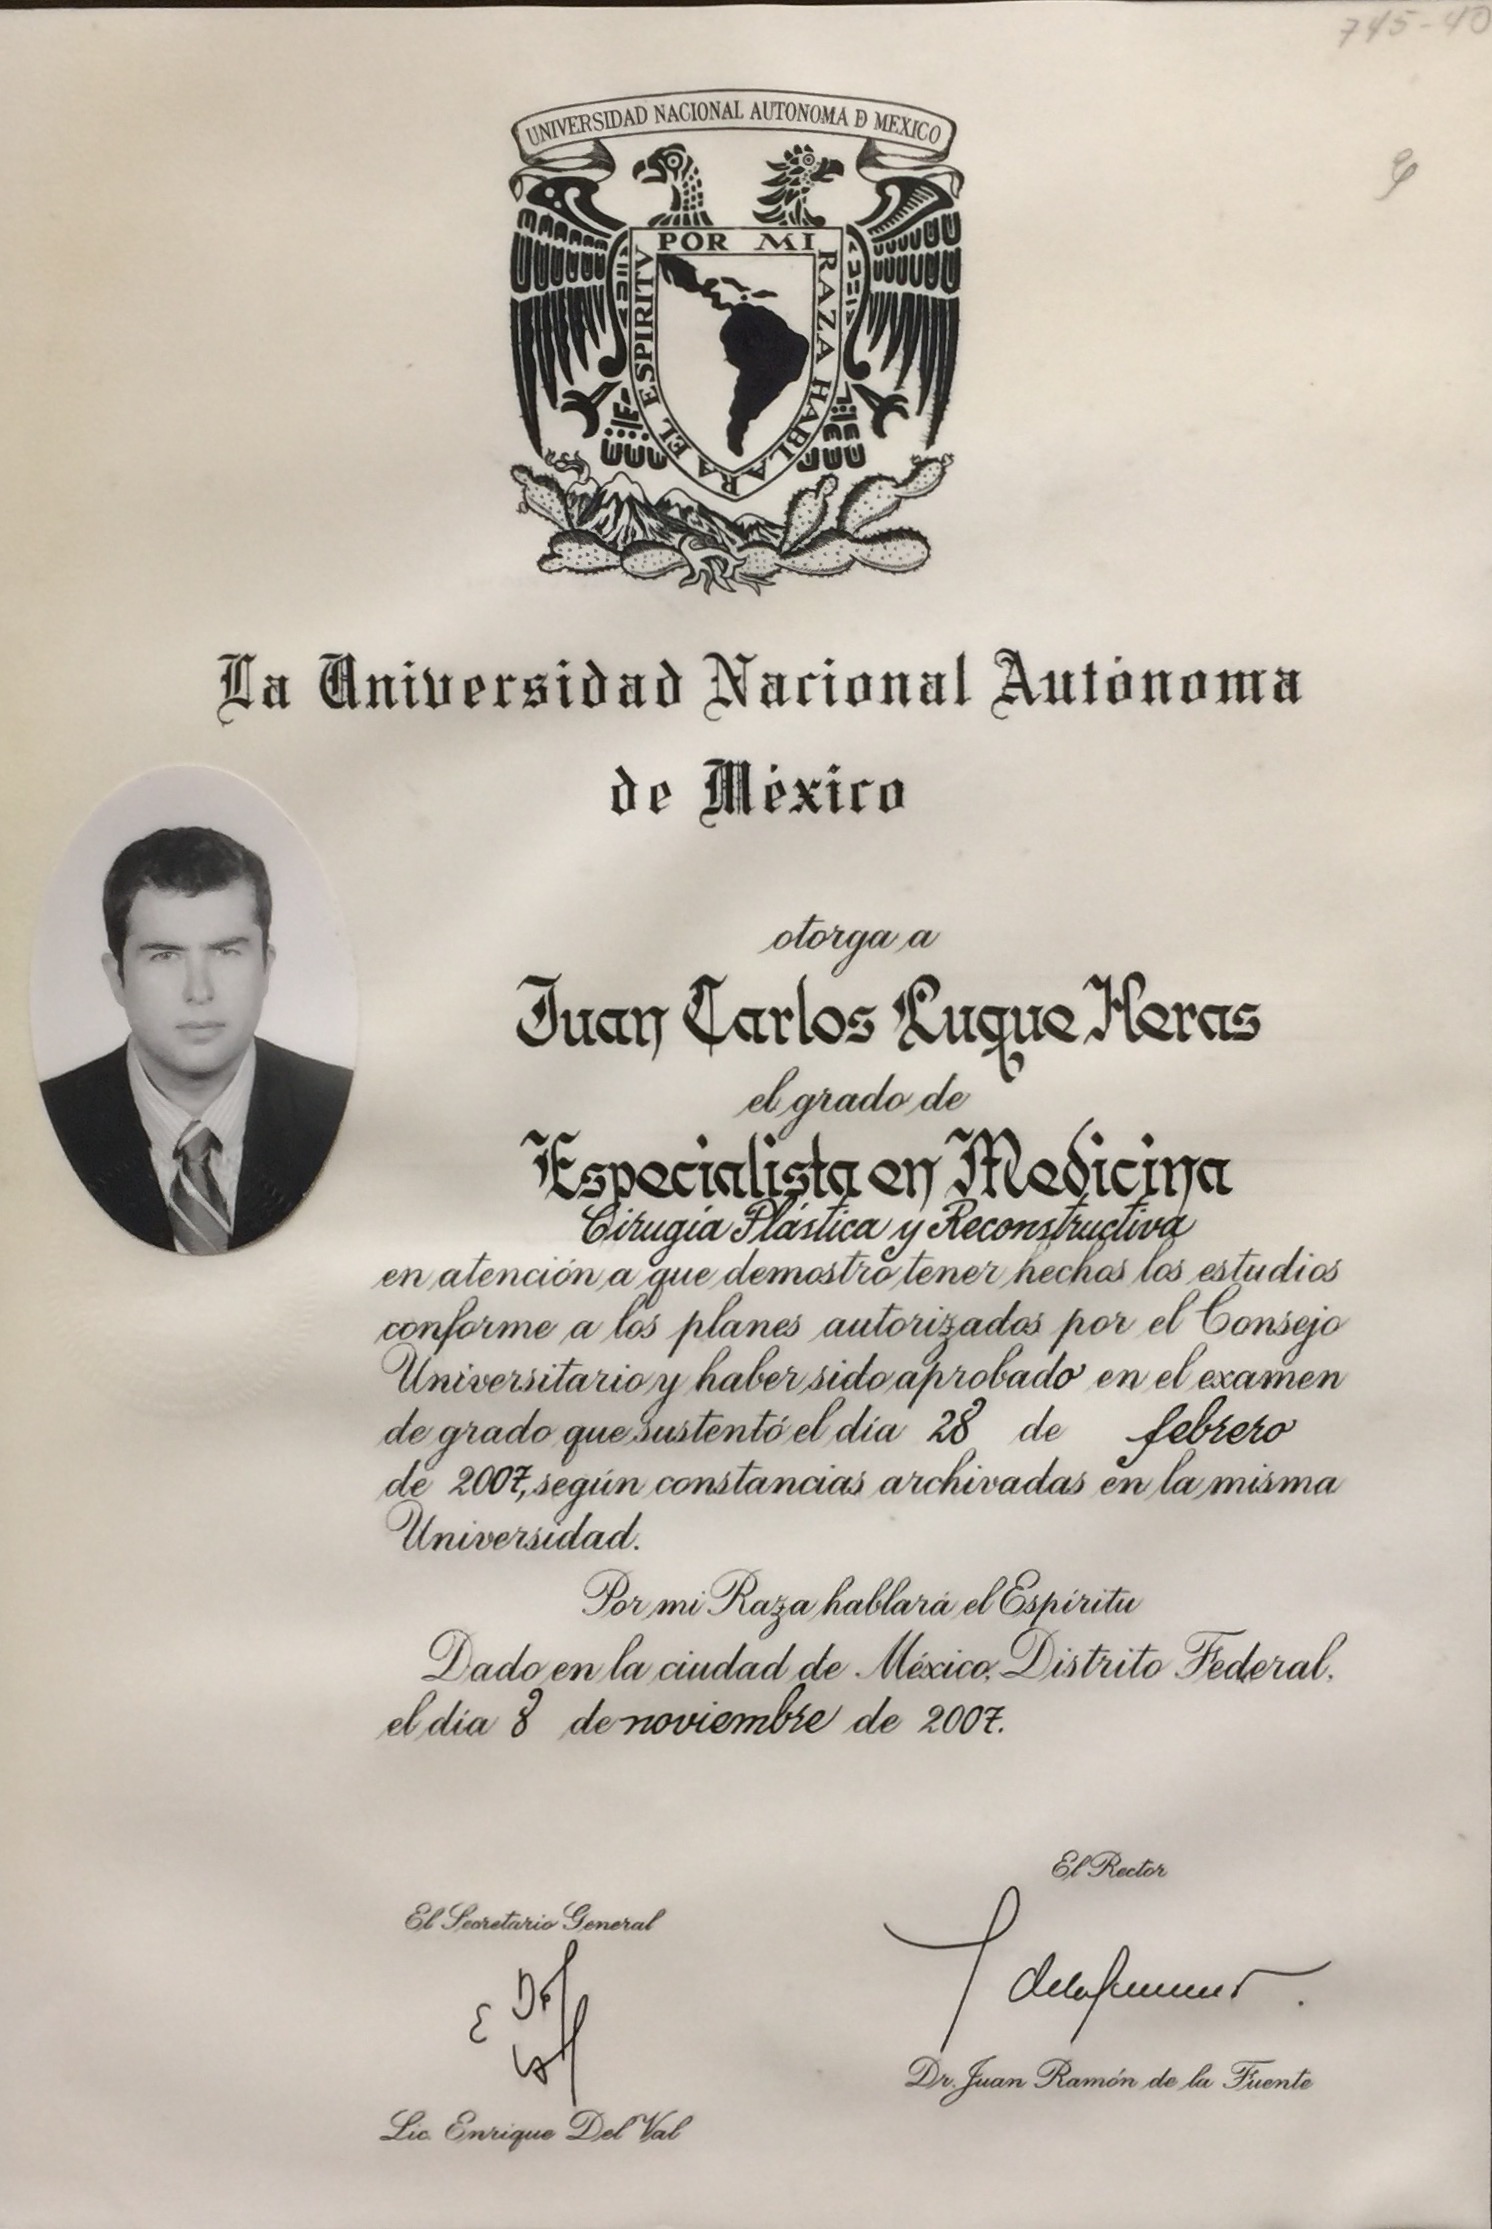 745-40
UNIVERSIDAD NACIONAL AUTONOMA D MEXICO
POR MI RAZA HABLARA EL ESPIRITV
La Universidad Nacional Autónoma
de México
otorga a
Juan Carlos Luque Heras
el grado de
Especialista en Medicina
Cirugía Plástica y Reconstructiva
en atención a que demostró tener hechos los estudios
conforme a los planes autorizados por el Consejo
Universitario y haber sido aprobado en el examen
de grado que sustentó el día 28 de febrero
de 2007, según constancias archivadas en la misma
Universidad.
Por mi Raza hablará el Espíritu
Dado en la ciudad de México, Distrito Federal,
el día 8 de noviembre de 2007.
El Rector
El Secretario General
Dr. Juan Ramón de la Fuente
Lic. Enrique Del Val